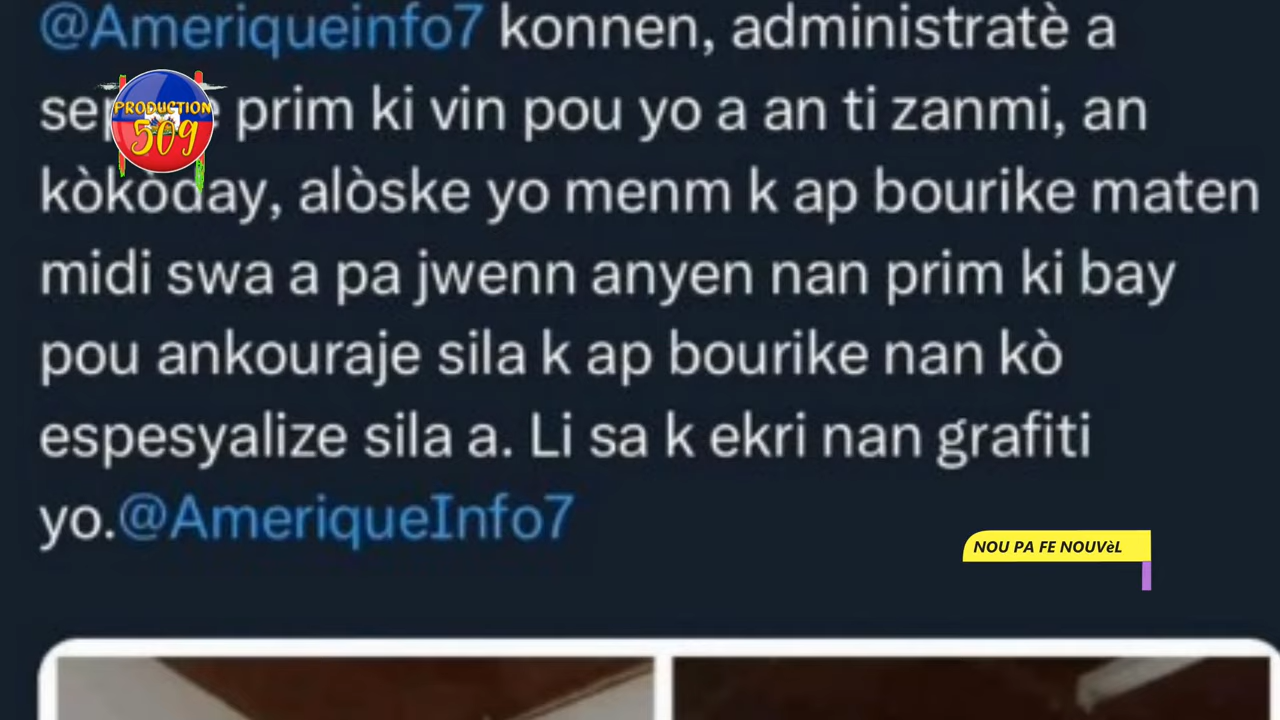 @Ameriqueinfo7 konnen, administratè a
prim ki vin pou yo a an ti zanmi, an
kòkòday, alòske yo menm k ap bourike maten
midi swa a pa jwenn anyen nan prim ki bay
pou ankouraje sila k ap bourike nan kò
espesyalize sila a. Li sa k ekri nan grafiti
yo.@AmeriqueInfo7
PRODUCTION
509
NOU PA FE NOUVèL